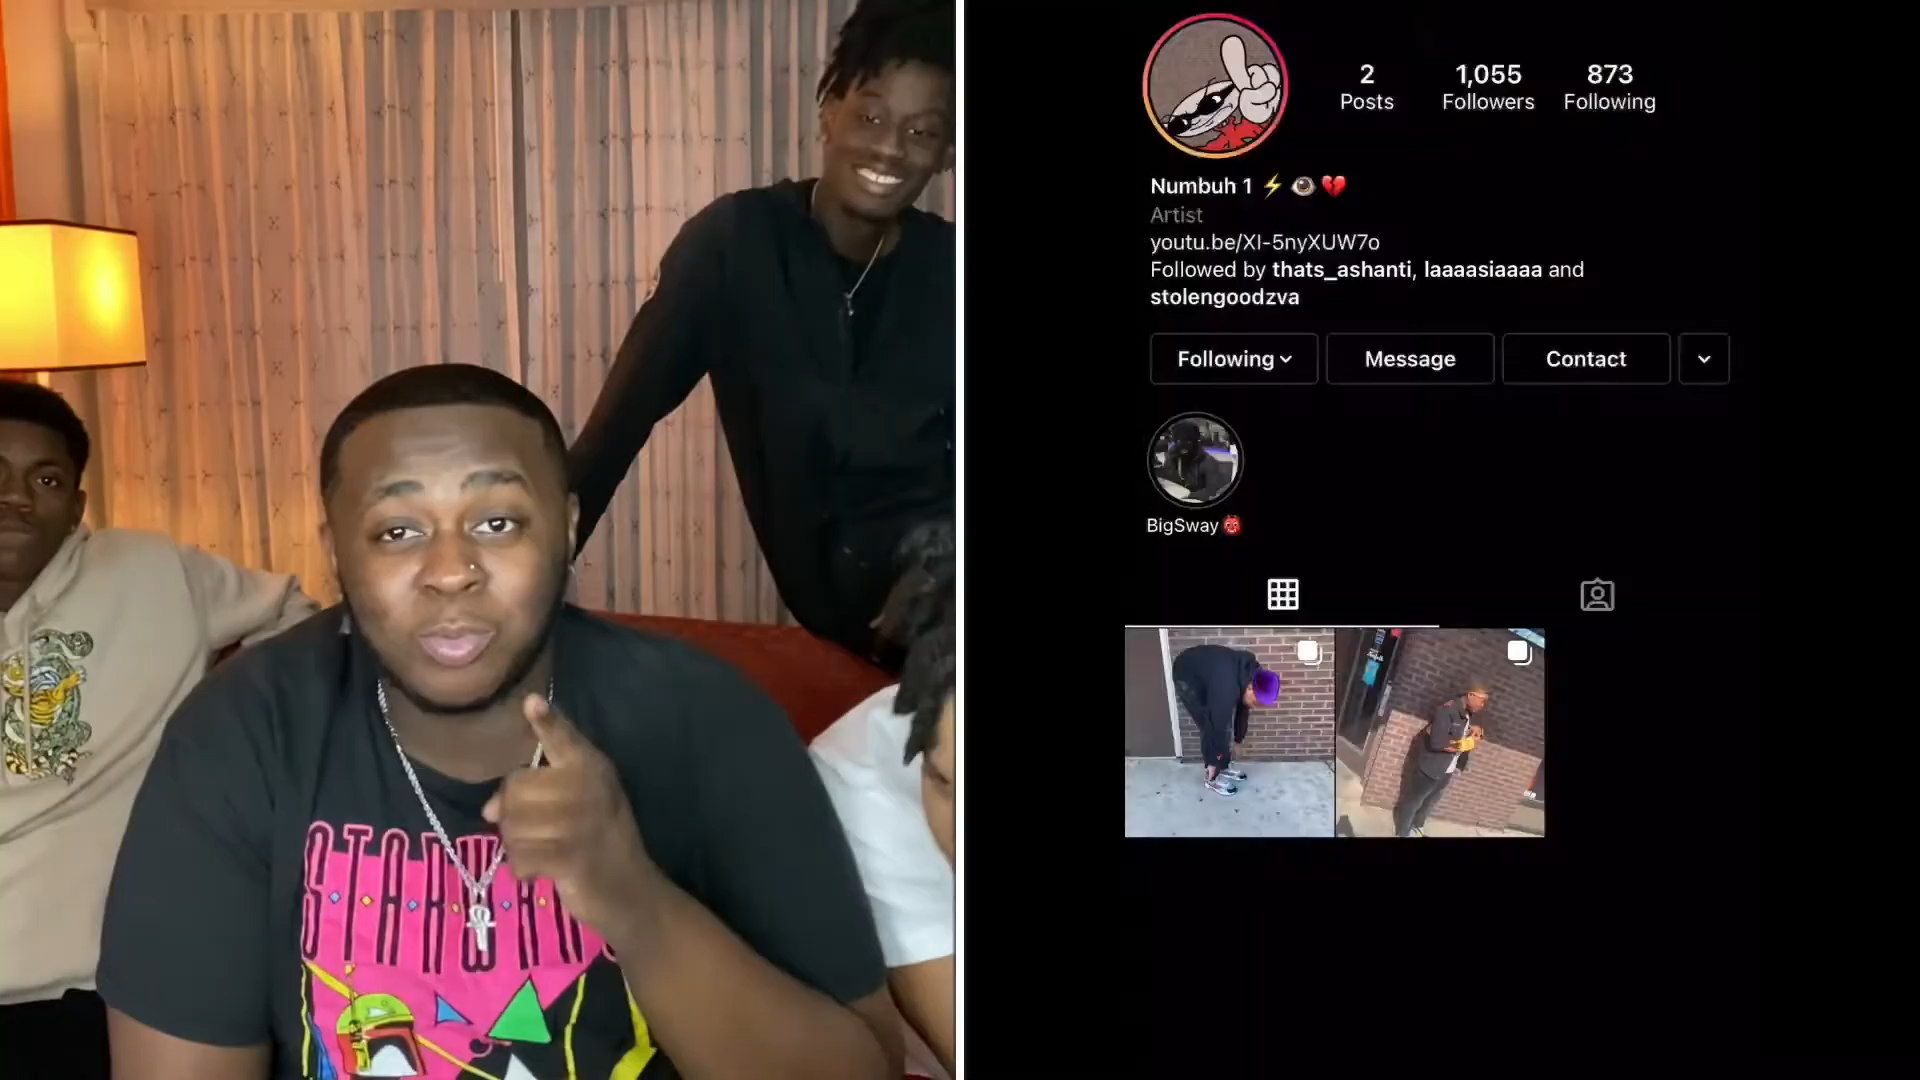 STARWARS
2
Posts
1,055
Followers
873
Following
Numbuh 1 ⚡ 👁 💔
Artist
youtu.be/XI-5nyXUW7o
Followed by thats_ashanti, laaaasiaaaa and
stolengoodzva
Following
Message
Contact
BigSway 👹